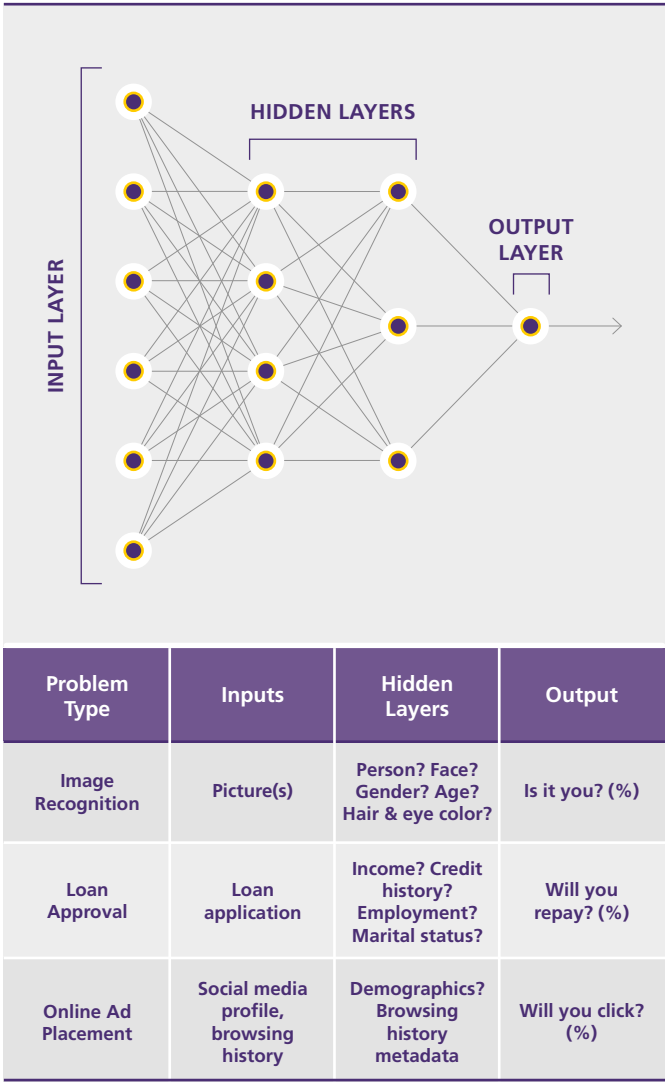 HIDDEN LAYERS
OUTPUT
LAYER
INPUT LAYER
Problem
Type
Inputs
Hidden
Layers
Output
Image
Recognition
Picture(s)
Person? Face?
Gender? Age?
Hair & eye color?
Is it you? (%)
Loan
Approval
Loan
application
Income? Credit
history?
Employment?
Marital status?
Will you
repay? (%)
Online Ad
Placement
Social media
profile,
browsing
history
Demographics?
Browsing
history
metadata
Will you click?
(%)